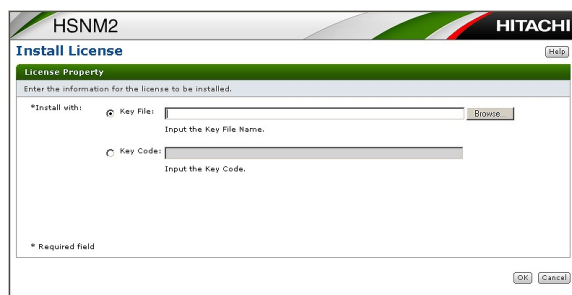 HSNM2
HITACHI
Install License
Help
License Property
Enter the information for the license to be installed.
*Install with:
Key File:
Browse...
Input the Key File Name.
Key Code:
Input the Key Code.
* Required field
OK Cancel